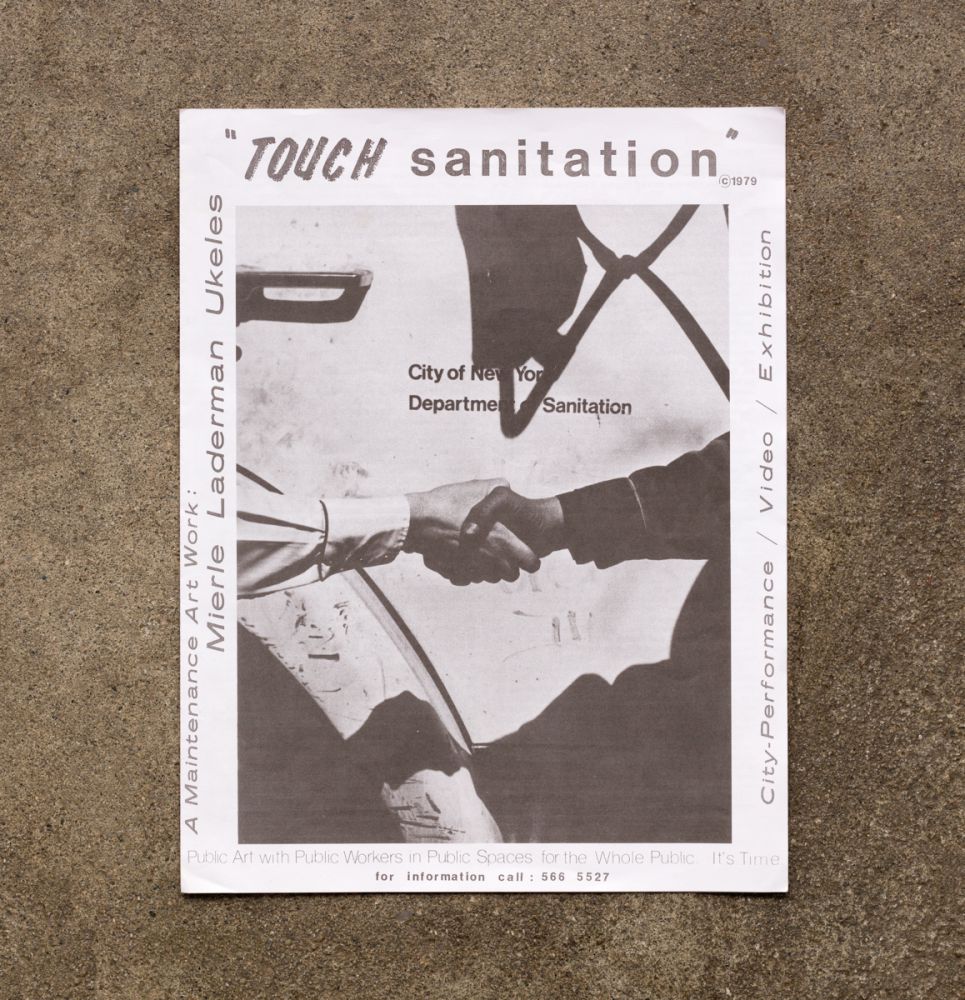 "TOUCH sanitation"
©1979
A Maintenance Art Work:
Mierle Laderman Ukeles
City of New York
Department of Sanitation
City-Performance / Video / Exhibition
Public Art with Public Workers in Public Spaces for the Whole Public. It's Time
for information call: 566 5527